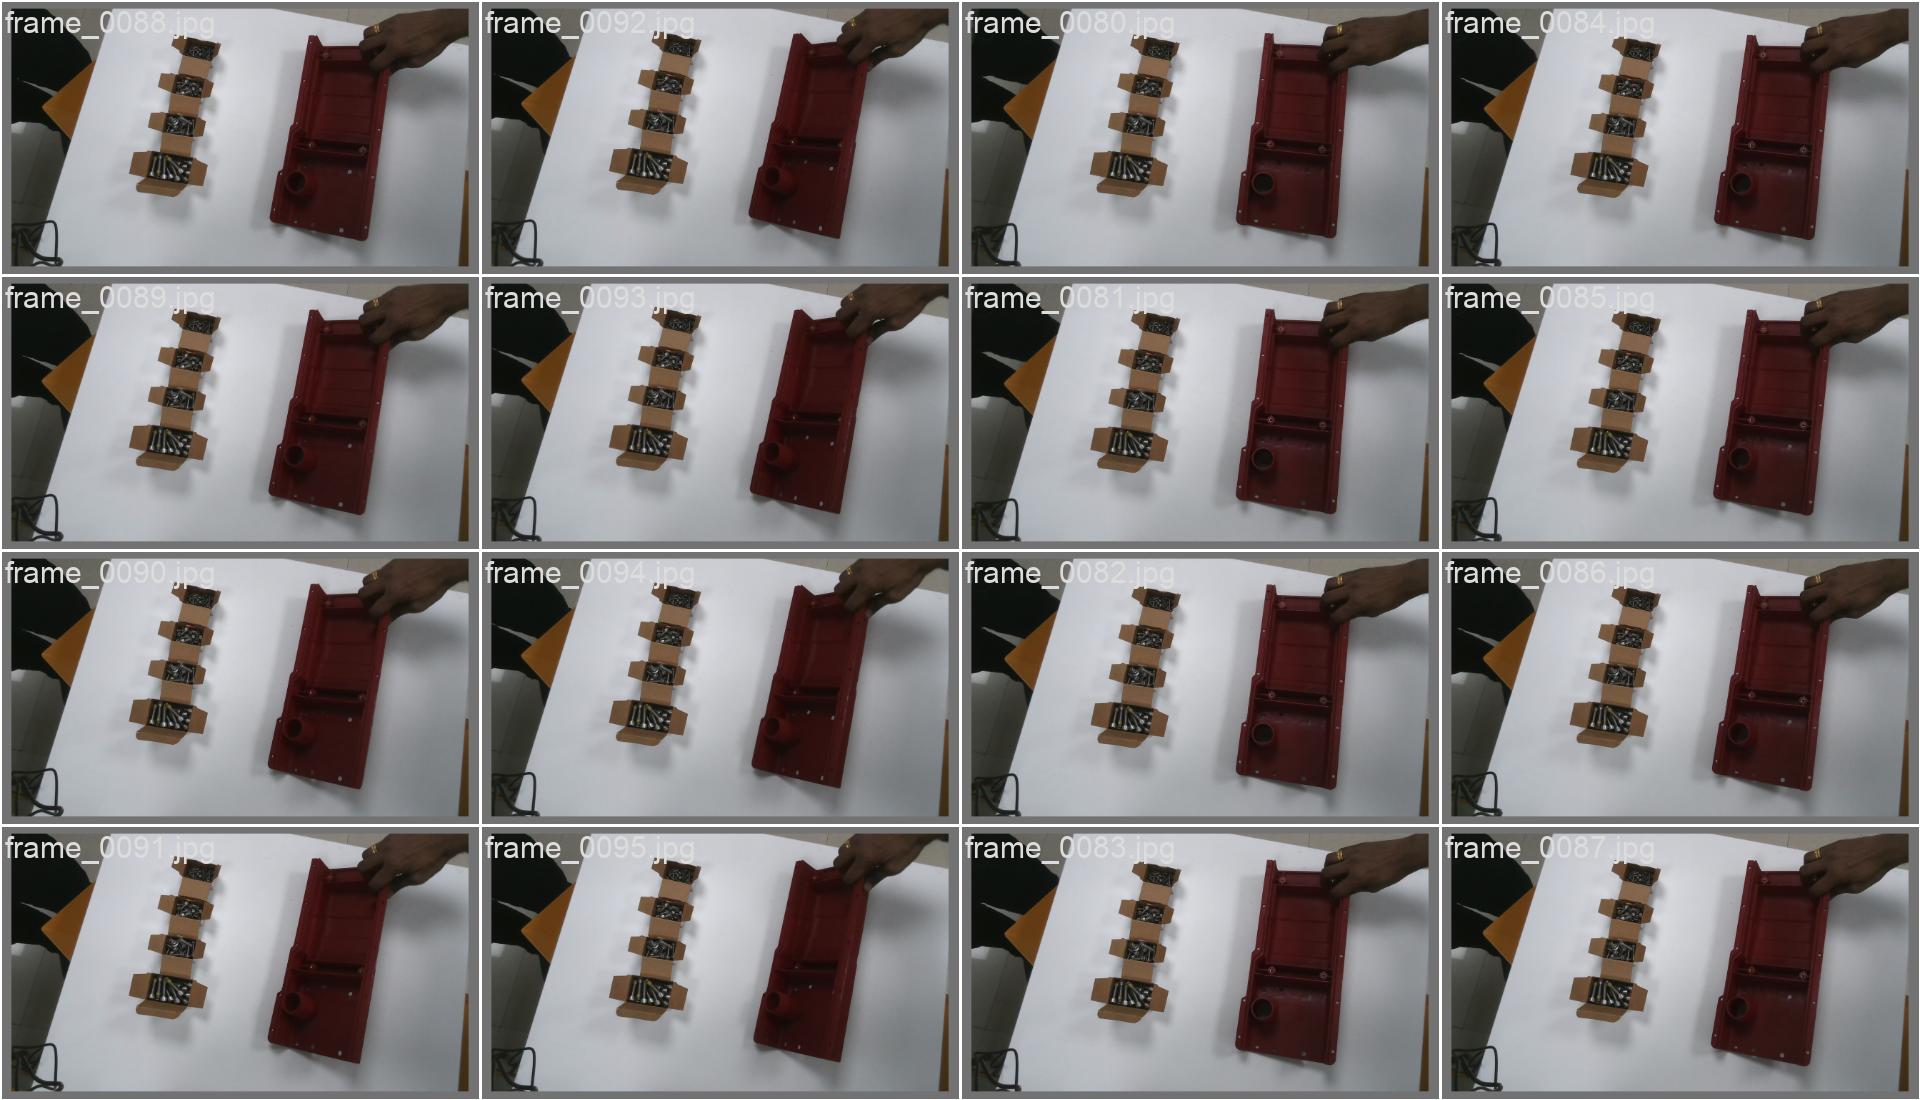 frame_0088.jpg frame_0092.jpg frame_0080.jpg frame_0084.jpg
frame_0089.jpg frame_0093.jpg frame_0081.jpg frame_0085.jpg
frame_0090.jpg frame_0094.jpg frame_0082.jpg frame_0086.jpg
frame_0091.jpg frame_0095.jpg frame_0083.jpg frame_0087.jpg